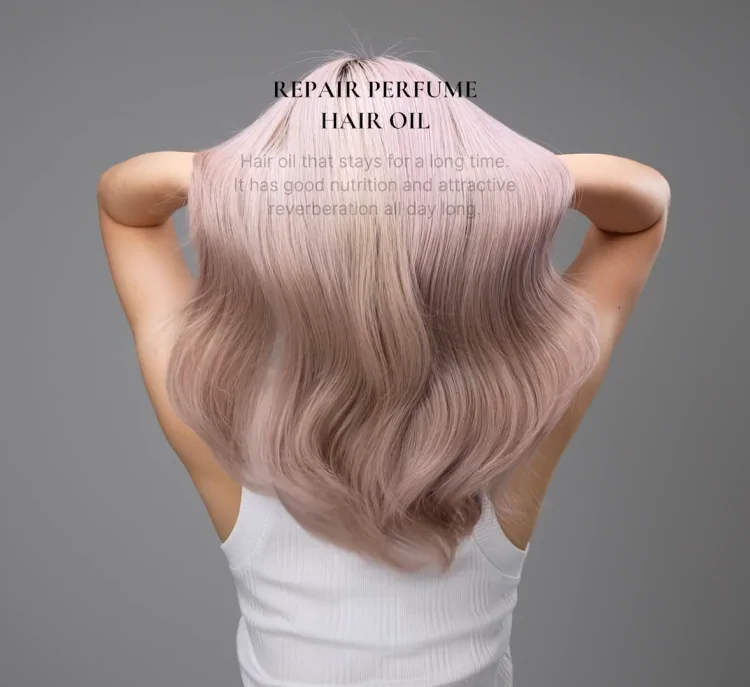 REPAIR PERFUME
HAIR OIL
Hair oil that stays for a long time.
It has good nutrition and attractive
reverberation all day long.